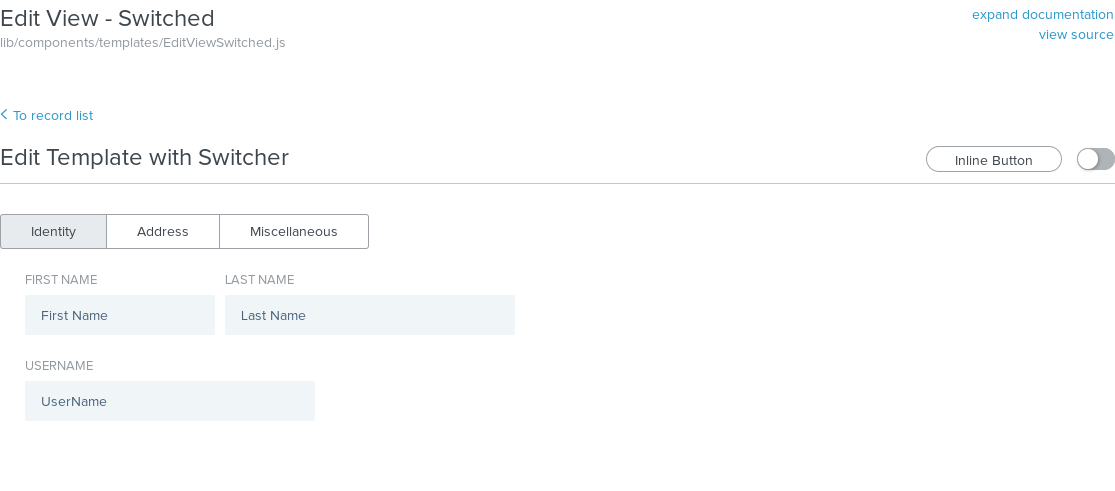 Edit View - Switched
expand documentation
lib/components/templates/EditViewSwitched.js
view source
To record list
Edit Template with Switcher
Inline Button
Identity Address Miscellaneous
FIRST NAME LAST NAME
First Name Last Name
USERNAME
UserName